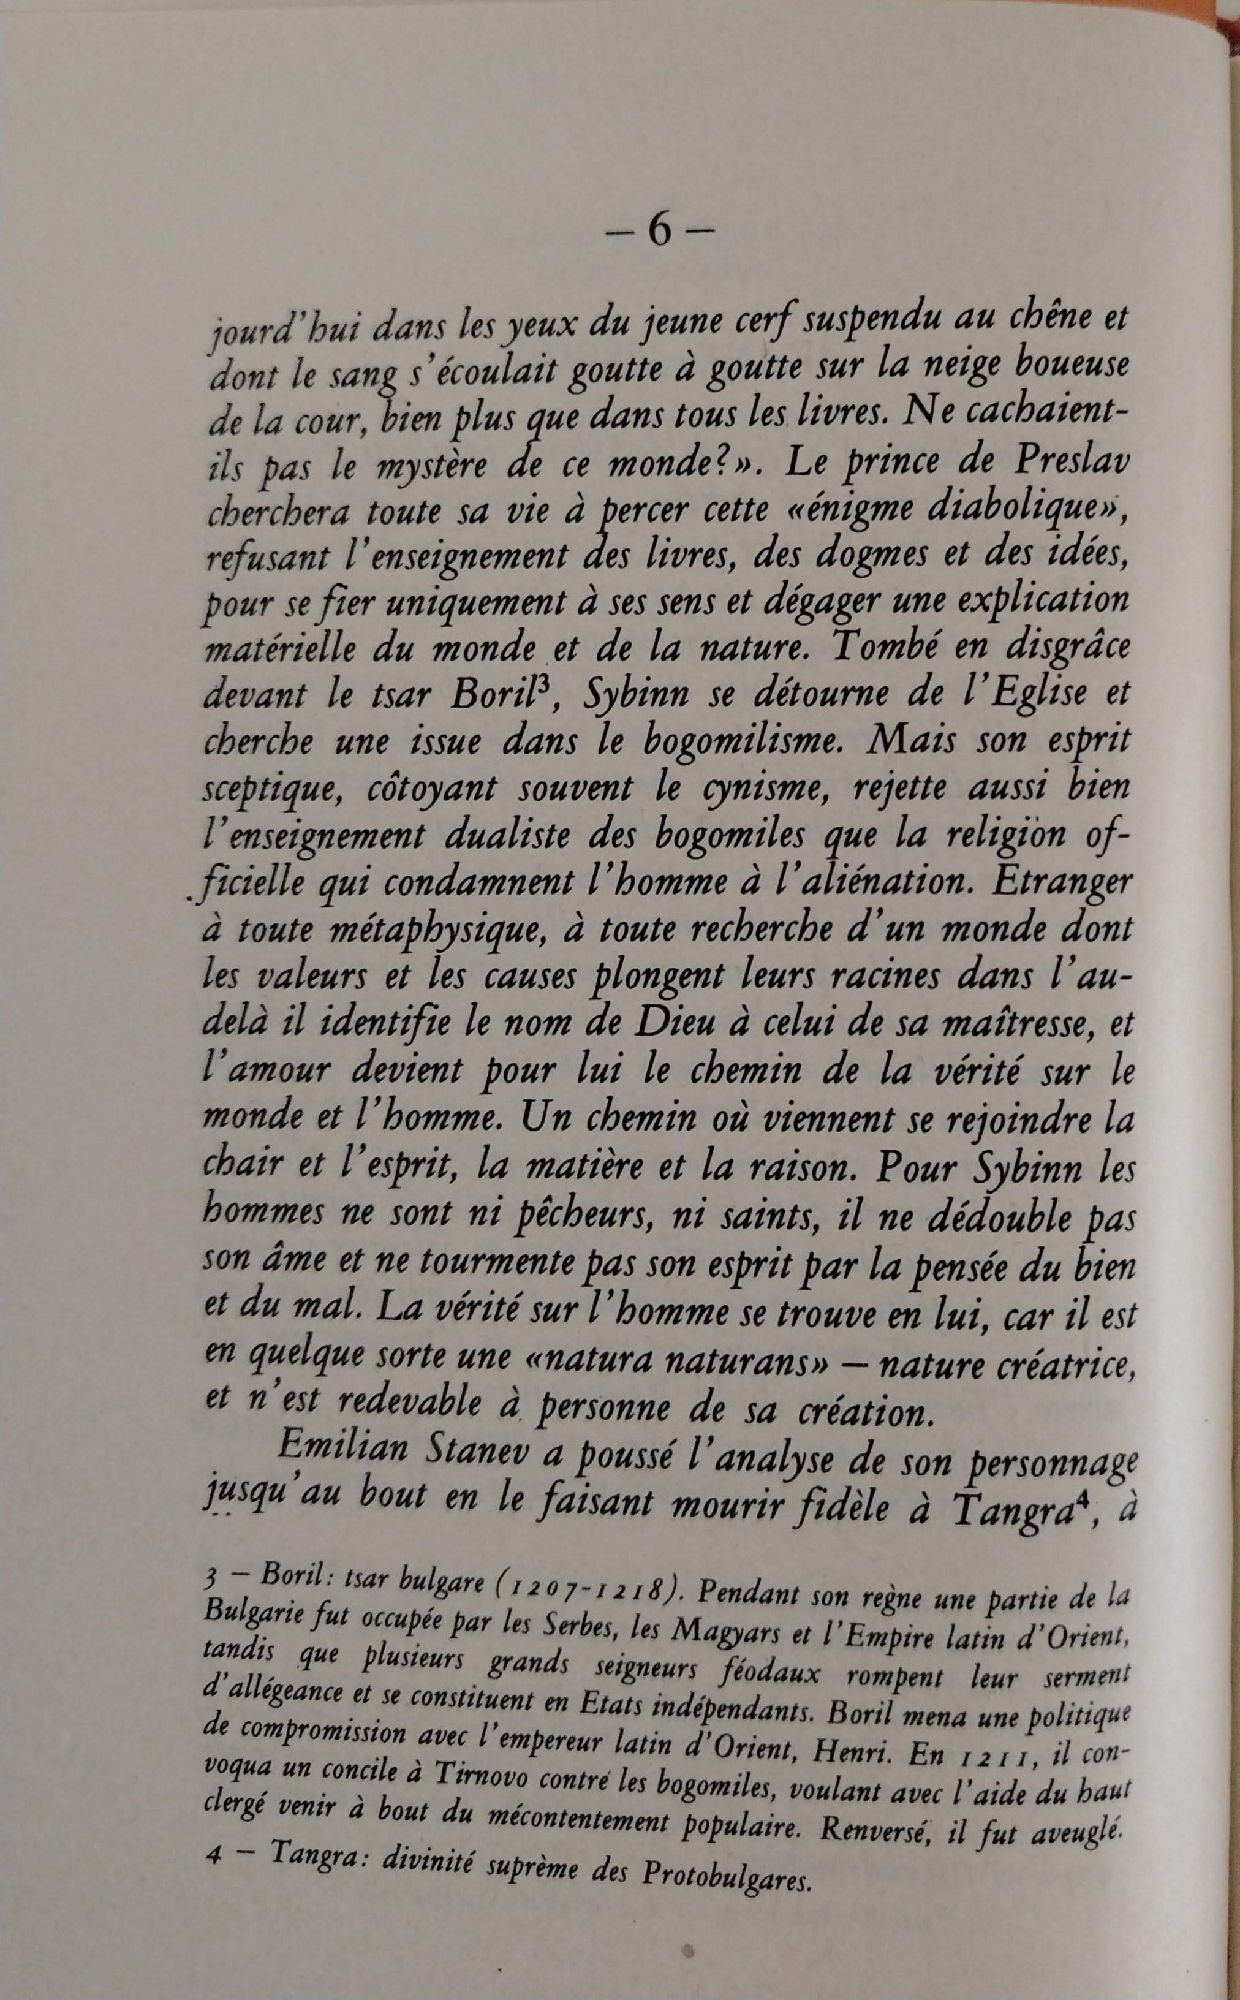 – 6 –
jourd'hui dans les yeux du jeune cerf suspendu au chêne et
dont le sang s'écoulait goutte à goutte sur la neige boueuse
de la cour, bien plus que dans tous les livres. Ne cachaient-
ils pas le mystère de ce monde?». Le prince de Preslav
cherchera toute sa vie à percer cette «énigme diabolique»,
refusant l'enseignement des livres, des dogmes et des idées,
pour se fier uniquement à ses sens et dégager une explication
matérielle du monde et de la nature. Tombé en disgrâce
devant le tsar Boril³, Sybinn se détourne de l'Eglise et
cherche une issue dans le bogomilisme. Mais son esprit
sceptique, côtoyant souvent le cynisme, rejette aussi bien
l'enseignement dualiste des bogomiles que la religion of-
ficielle qui condamnent l'homme à l'aliénation. Etranger
à toute métaphysique, à toute recherche d'un monde dont
les valeurs et les causes plongent leurs racines dans l'au-
delà il identifie le nom de Dieu à celui de sa maîtresse, et
l'amour devient pour lui le chemin de la vérité sur le
monde et l'homme. Un chemin où viennent se rejoindre la
chair et l'esprit, la matière et la raison. Pour Sybinn les
hommes ne sont ni pêcheurs, ni saints, il ne dédouble pas
son âme et ne tourmente pas son esprit par la pensée du bien
et du mal. La vérité sur l'homme se trouve en lui, car il est
en quelque sorte une «natura naturans» – nature créatrice,
et n'est redevable à personne de sa création.
Emilian Stanev a poussé l'analyse de son personnage
jusqu'au bout en le faisant mourir fidèle à Tangra⁴, à
3 – Boril: tsar bulgare (1207-1218). Pendant son règne une partie de la
Bulgarie fut occupée par les Serbes, les Magyars et l'Empire latin d'Orient,
tandis que plusieurs grands seigneurs féodaux rompent leur serment
d'allégeance et se constituent en Etats indépendants. Boril mena une politique
de compromission avec l'empereur latin d'Orient, Henri. En 1211, il con-
voqua un concile à Tirnovo contre les bogomiles, voulant avec l'aide du haut
clergé venir à bout du mécontentement populaire. Renversé, il fut aveuglé.
4 – Tangra: divinité suprème des Protobulgares.